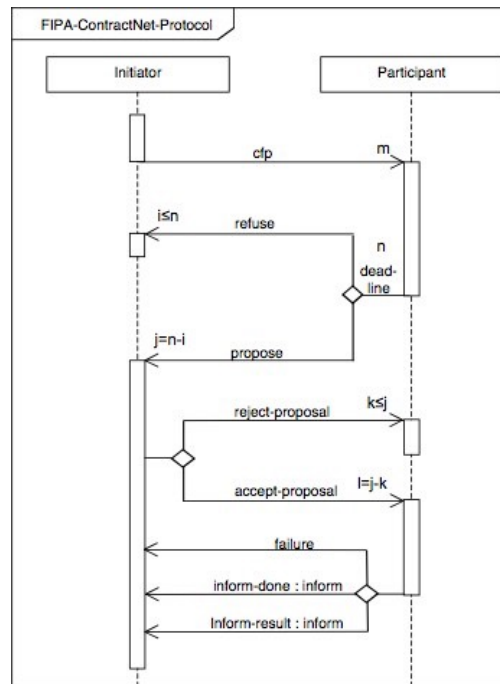 FIPA-ContractNet-Protocol
Initiator
Participant
cfp
m
i≤n
refuse
n
dead-
line
j=n-i
propose
reject-proposal
k≤j
accept-proposal
l=j-k
failure
inform-done : inform
Inform-result : inform